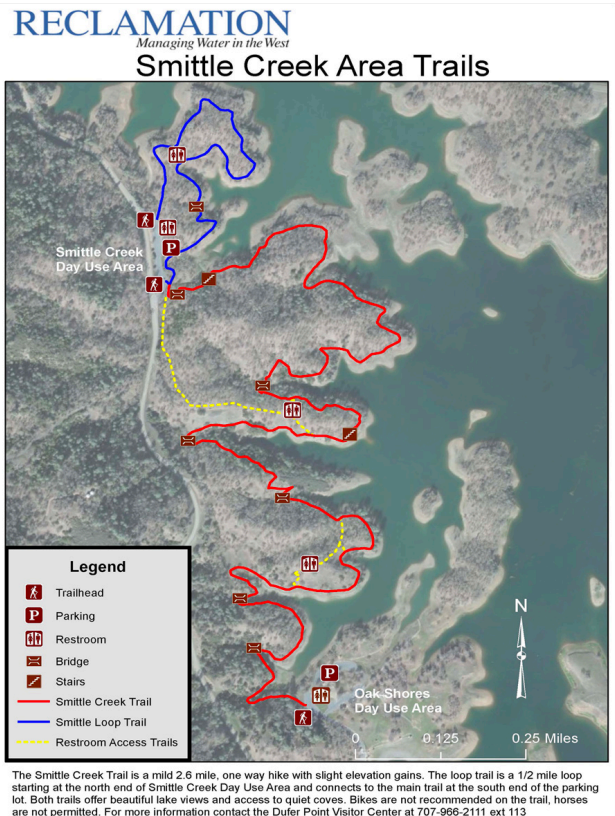 RECLAMATION
Managing Water in the West
Smittle Creek Area Trails
Smittle Creek
Day Use Area
P
Legend
Trailhead
P Parking
Restroom
Bridge
Stairs
Smittle Creek Trail
Smittle Loop Trail
Restroom Access Trails
N
P
Oak Shores
Day Use Area
0 0.125 0.25 Miles
The Smittle Creek Trail is a mild 2.6 mile, one way hike with slight elevation gains. The loop trail is a 1/2 mile loop
starting at the north end of Smittle Creek Day Use Area and connects to the main trail at the south end of the parking
lot. Both trails offer beautiful lake views and access to quiet coves. Bikes are not recommended on the trail, horses
are not permitted. For more information contact the Dufer Point Visitor Center at 707-966-2111 ext 113